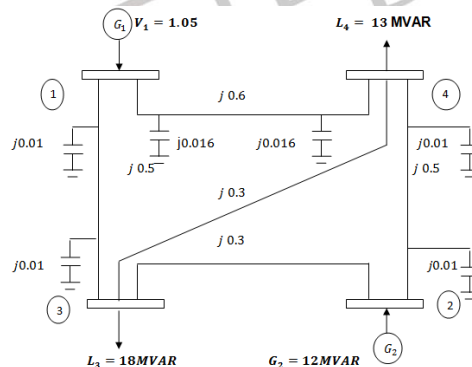 G₁ V₁ = 1.05
L₄ = 13 MVAR
1
4
j 0.6
j0.01
j0.016
j0.016
j0.01
j 0.5
j 0.5
j 0.3
j 0.3
j0.01
j0.01
3
2
L₃ = 18MVAR
G₂ = 12MVAR
G₂